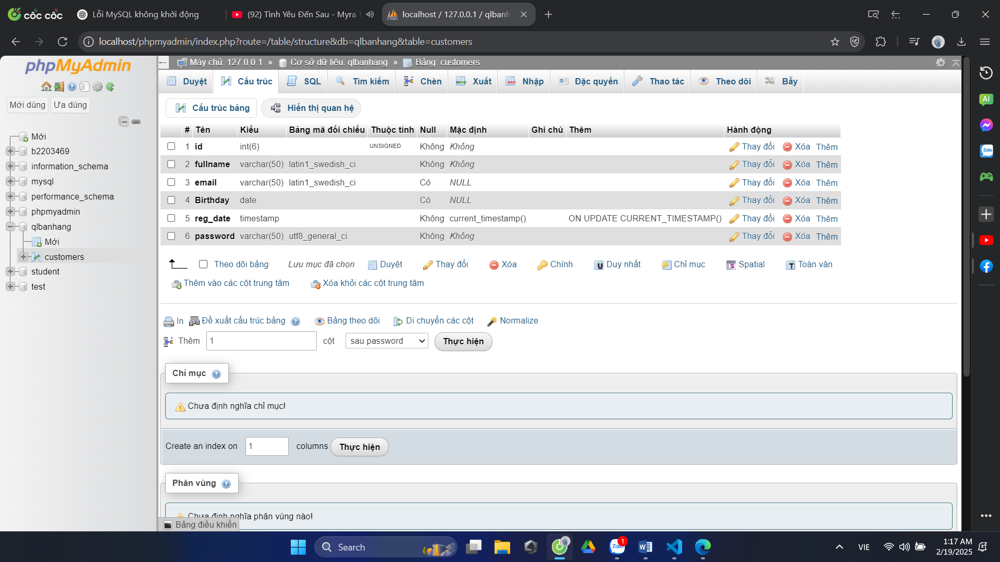 cốc cốc
Lỗi MySQL không khởi động
(92) Tình Yêu Đến Sau - Myra T
localhost / 127.0.0.1 / qlbanh
localhost/phpmyadmin/index.php?route=/table/structure&db=qlbanhang&table=customers
phpMyAdmin
Mới dùng Ưa dùng
Mới
b2203469
information_schema
mysql
performance_schema
phpmyadmin
qlbanhang
Mới
customers
student
test
Máy chủ: 127.0.0.1 » Cơ sở dữ liệu: qlbanhang » Bảng: customers
Duyệt Cấu trúc SQL Tìm kiếm Chèn Xuất Nhập Đặc quyền Thao tác Theo dõi Bẫy
Cấu trúc bảng Hiển thị quan hệ
# Tên Kiểu Bảng mã đối chiếu Thuộc tính Null Mặc định Ghi chú Thêm Hành động
1 id int(6) UNSIGNED Không Không Thay đổi Xóa Thêm
2 fullname varchar(50) latin1_swedish_ci Không Không Thay đổi Xóa Thêm
3 email varchar(50) latin1_swedish_ci Có NULL Thay đổi Xóa Thêm
4 Birthday date Có NULL Thay đổi Xóa Thêm
5 reg_date timestamp Không current_timestamp() ON UPDATE CURRENT_TIMESTAMP() Thay đổi Xóa Thêm
6 password varchar(50) utf8_general_ci Không Không Thay đổi Xóa Thêm
Theo dõi bảng Lưu mục đã chọn Duyệt Thay đổi Xóa Chính Duy nhất Chỉ mục Spatial Toàn văn
Thêm vào các cột trung tâm Xóa khỏi các cột trung tâm
In Đề xuất cấu trúc bảng Bảng theo dõi Di chuyển các cột Normalize
Thêm 1 cột sau password Thực hiện
Chỉ mục
Chưa định nghĩa chỉ mục!
Create an index on 1 columns Thực hiện
Phân vùng
Chưa định nghĩa phân vùng nào!
Bảng điều khiển
AI
Zalo
Search
Zalo
1
VIE
1:17 AM
2/19/2025